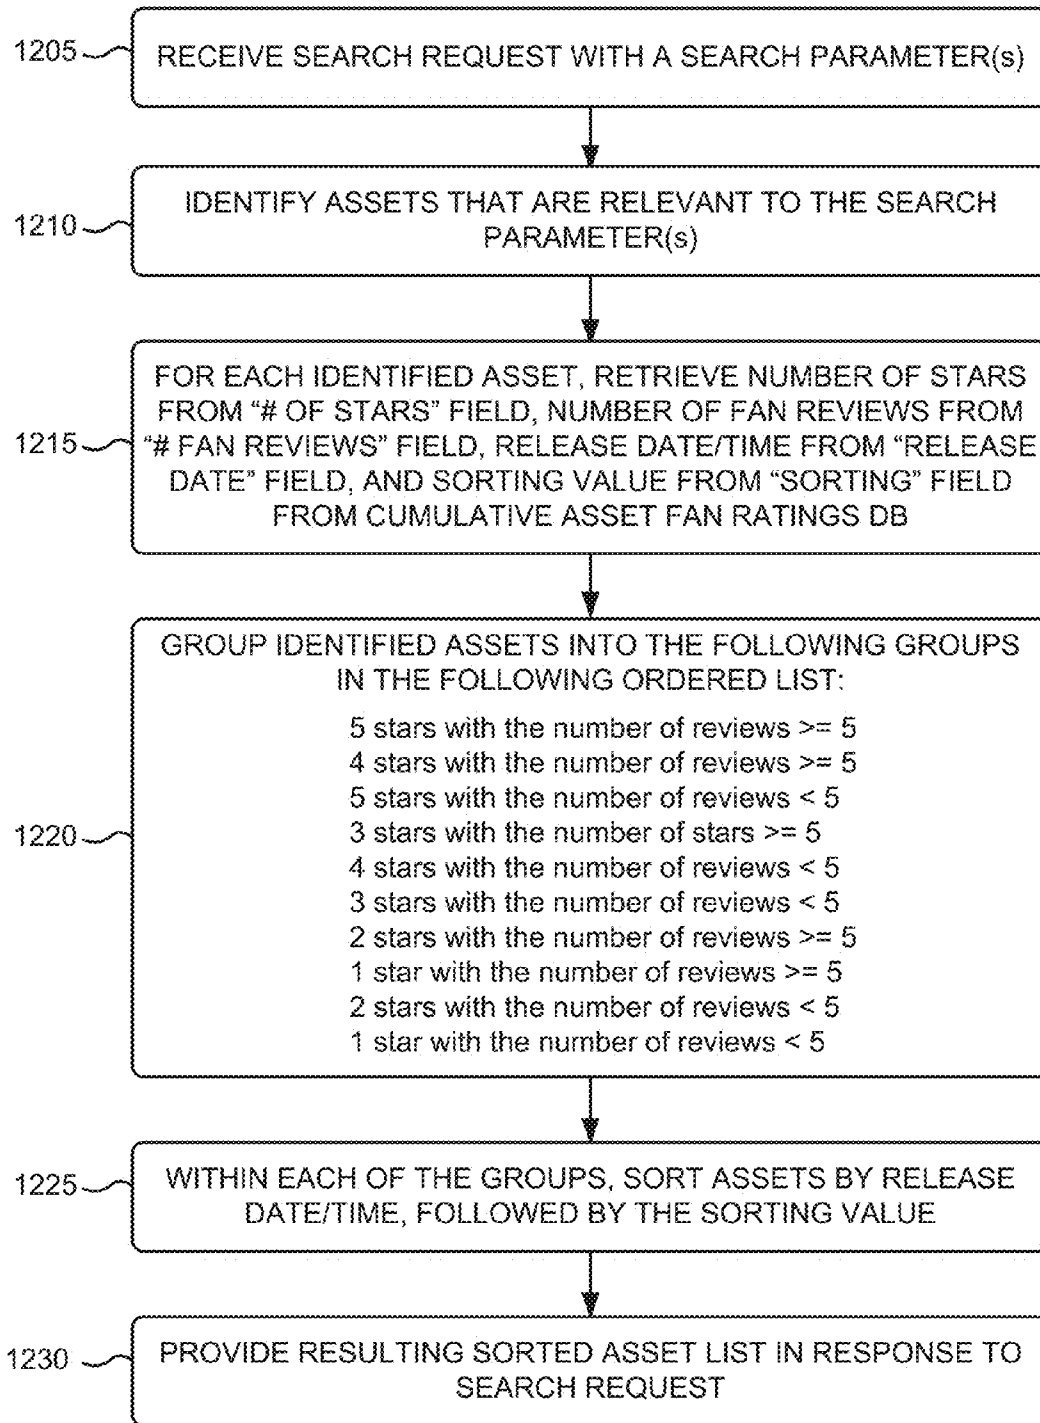 1205
RECEIVE SEARCH REQUEST WITH A SEARCH PARAMETER(s)
1210
IDENTIFY ASSETS THAT ARE RELEVANT TO THE SEARCH
PARAMETER(s)
1215
FOR EACH IDENTIFIED ASSET, RETRIEVE NUMBER OF STARS
FROM “# OF STARS” FIELD, NUMBER OF FAN REVIEWS FROM
“# FAN REVIEWS” FIELD, RELEASE DATE/TIME FROM “RELEASE
DATE” FIELD, AND SORTING VALUE FROM “SORTING” FIELD
FROM CUMULATIVE ASSET FAN RATINGS DB
1220
GROUP IDENTIFIED ASSETS INTO THE FOLLOWING GROUPS
IN THE FOLLOWING ORDERED LIST:
5 stars with the number of reviews >= 5
4 stars with the number of reviews >= 5
5 stars with the number of reviews < 5
3 stars with the number of stars >= 5
4 stars with the number of reviews < 5
3 stars with the number of reviews < 5
2 stars with the number of reviews >= 5
1 star with the number of reviews >= 5
2 stars with the number of reviews < 5
1 star with the number of reviews < 5
1225
WITHIN EACH OF THE GROUPS, SORT ASSETS BY RELEASE
DATE/TIME, FOLLOWED BY THE SORTING VALUE
1230
PROVIDE RESULTING SORTED ASSET LIST IN RESPONSE TO
SEARCH REQUEST